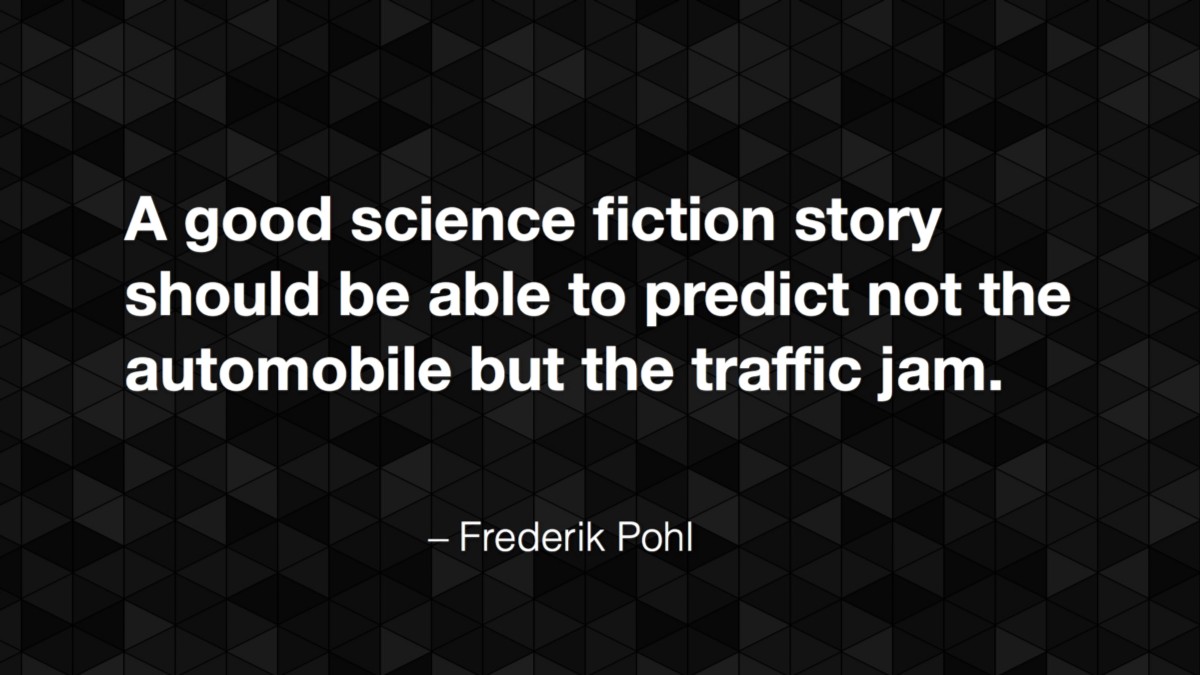 A good science fiction story
should be able to predict not the
automobile but the traffic jam.
– Frederik Pohl